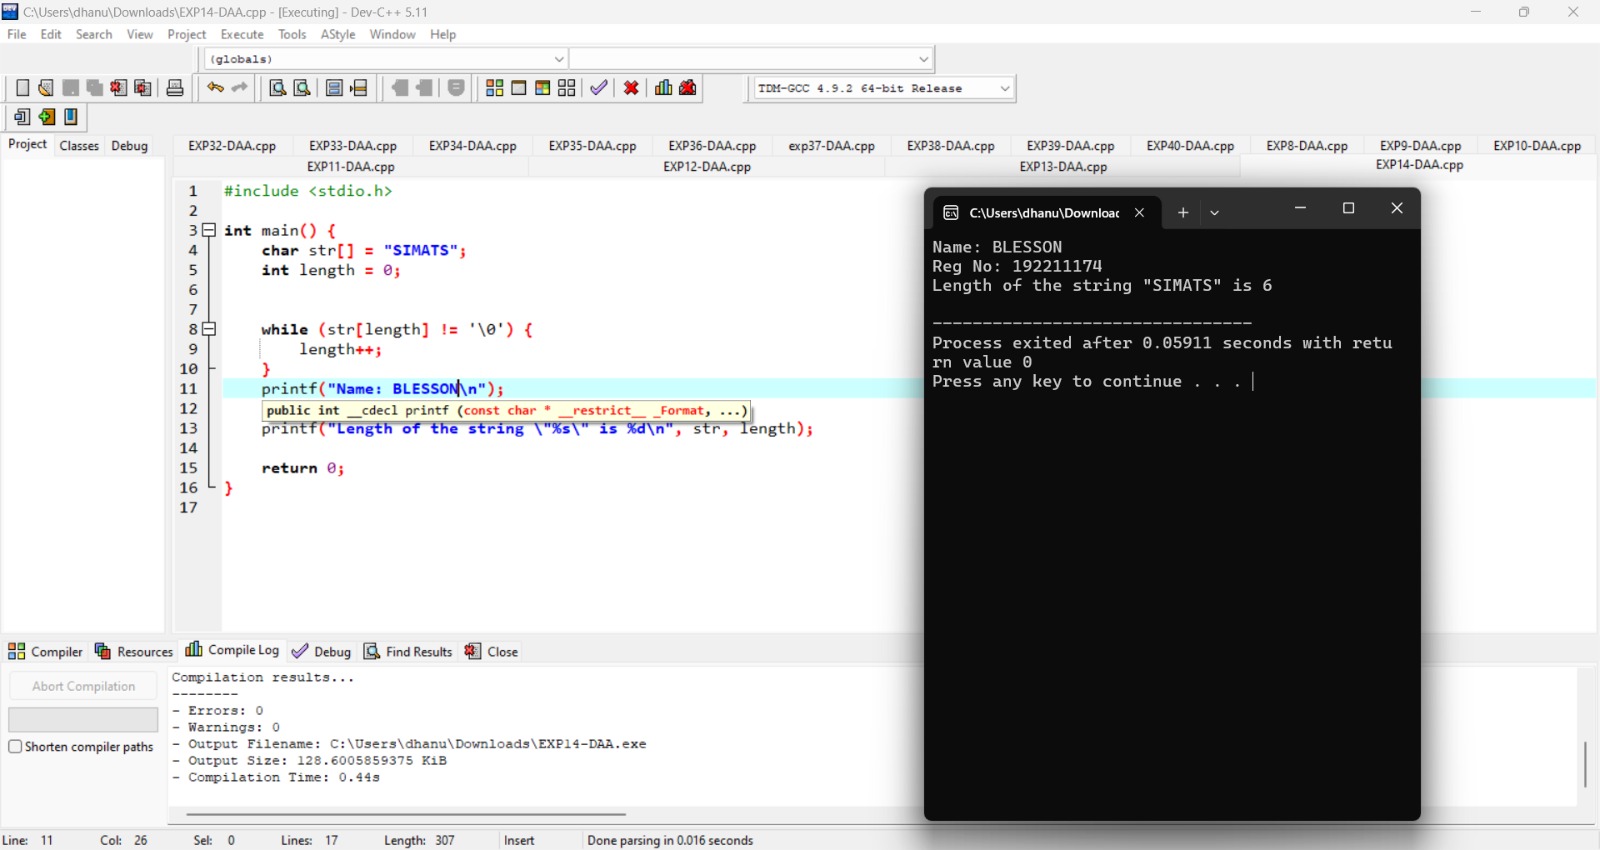 C:\Users\dhanu\Downloads\EXP14-DAA.cpp - [Executing] - Dev-C++ 5.11
File Edit Search View Project Execute Tools AStyle Window Help
(globals)
TDM-GCC 4.9.2 64-bit Release
Project Classes Debug
EXP32-DAA.cpp EXP33-DAA.cpp EXP34-DAA.cpp EXP35-DAA.cpp EXP36-DAA.cpp exp37-DAA.cpp EXP38-DAA.cpp EXP39-DAA.cpp EXP40-DAA.cpp EXP8-DAA.cpp EXP9-DAA.cpp EXP10-DAA.cpp
EXP11-DAA.cpp EXP12-DAA.cpp EXP13-DAA.cpp EXP14-DAA.cpp
1 #include <stdio.h>
2
3 int main() {
4 char str[] = "SIMATS";
5 int length = 0;
6
7
8 while (str[length] != '\0') {
9 length++;
10 }
11 printf("Name: BLESSON\n");
12 public int __cdecl printf (const char * __restrict__ _Format, ...)
13 printf("Length of the string \"%s\" is %d\n", str, length);
14
15 return 0;
16 }
17
C:\Users\dhanu\Downloac
Name: BLESSON
Reg No: 192211174
Length of the string "SIMATS" is 6
--------------------------------
Process exited after 0.05911 seconds with retu
rn value 0
Press any key to continue . . .
Compiler Resources Compile Log Debug Find Results Close
Abort Compilation
Shorten compiler paths
Compilation results...
--------
- Errors: 0
- Warnings: 0
- Output Filename: C:\Users\dhanu\Downloads\EXP14-DAA.exe
- Output Size: 128.6005859375 KiB
- Compilation Time: 0.44s
Line: 11 Col: 26 Sel: 0 Lines: 17 Length: 307 Insert Done parsing in 0.016 seconds